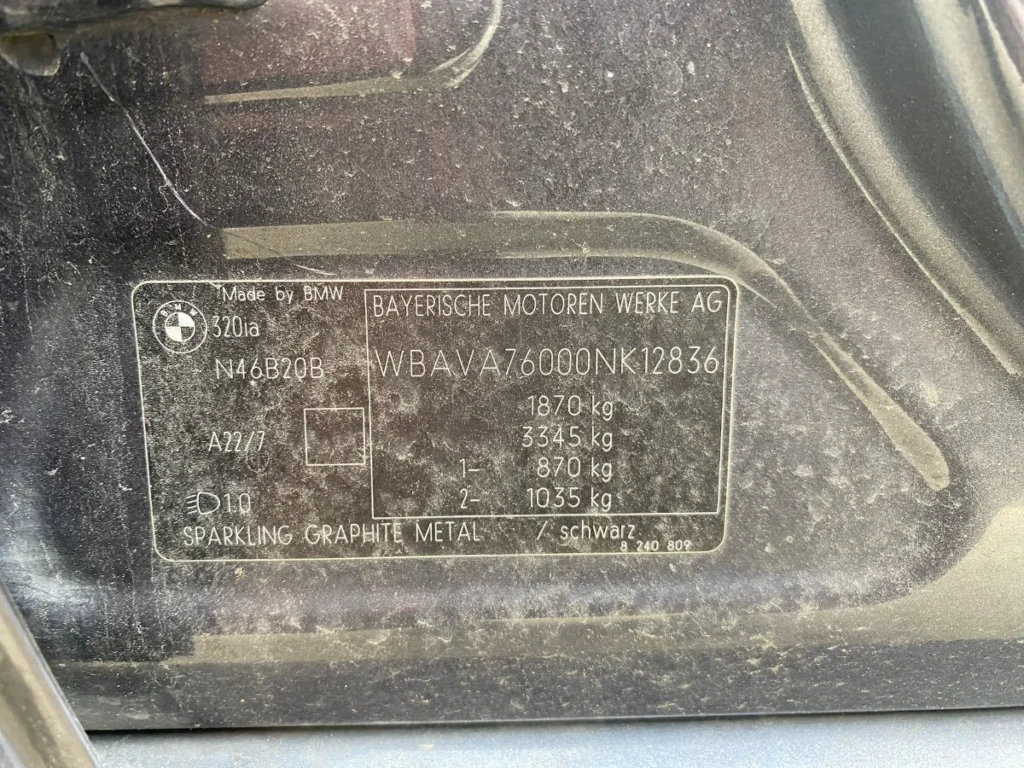 Made by BMW
BMW
320ia
N46B20B
A22/7
1.0
BAYERISCHE MOTOREN WERKE AG
WBAVA76000NK12836
1870 kg
3345 kg
1- 870 kg
2- 1035 kg
SPARKLING GRAPHITE METAL / schwarz
8 240 809